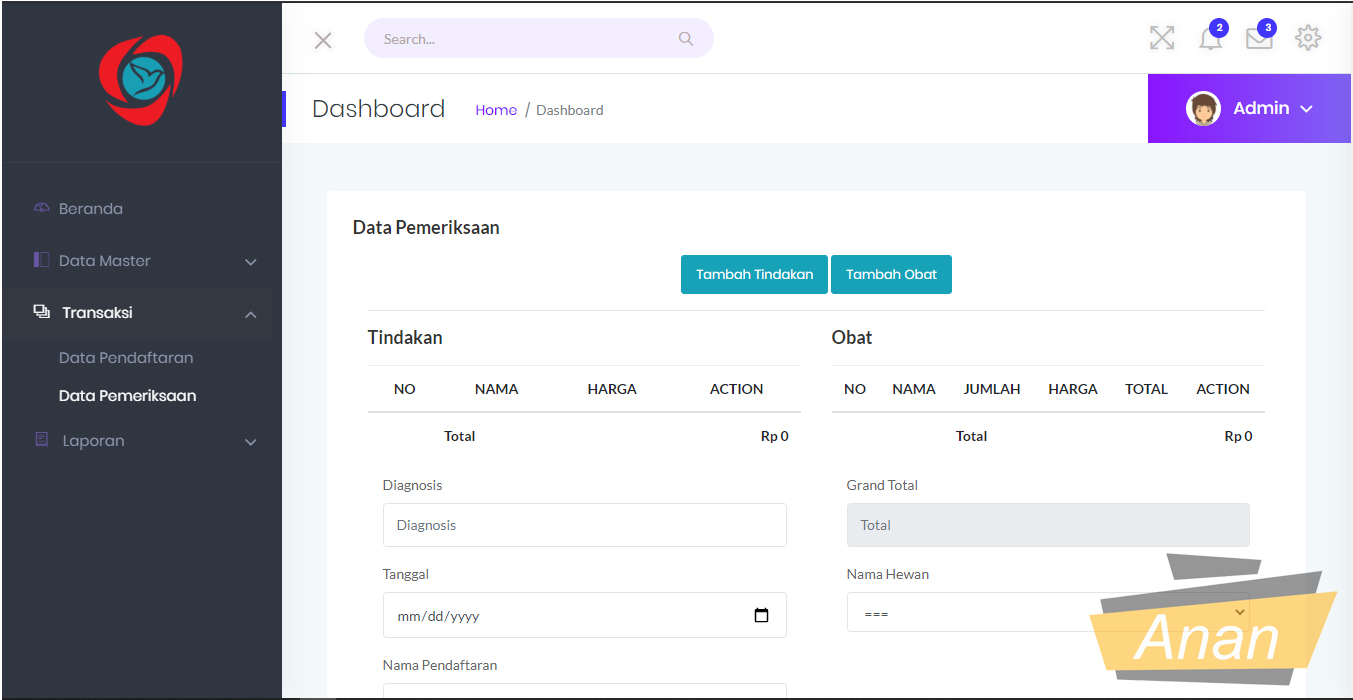 Search...
2
3
Dashboard
Home / Dashboard
Admin
Beranda
Data Master
Transaksi
Data Pendaftaran
Data Pemeriksaan
Laporan
Data Pemeriksaan
Tambah Tindakan
Tambah Obat
Tindakan
NO NAMA HARGA ACTION
Total Rp 0
Obat
NO NAMA JUMLAH HARGA TOTAL ACTION
Total Rp 0
Diagnosis
Diagnosis
Grand Total
Total
Tanggal
mm/dd/yyyy
Nama Hewan
===
Nama Pendaftaran
Anan